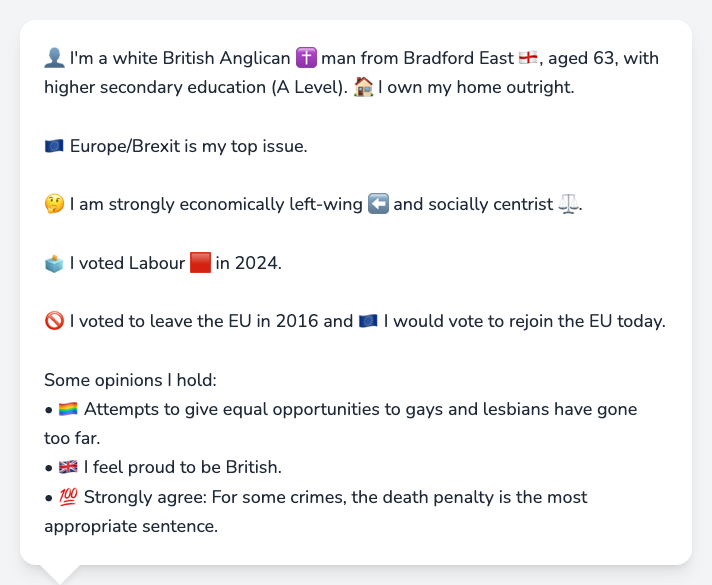 👤 I'm a white British Anglican ✝️ man from Bradford East 🏴󠁧󠁢󠁥󠁮󠁧󠁿, aged 63, with
higher secondary education (A Level). 🏠 I own my home outright.
🇪🇺 Europe/Brexit is my top issue.
🤔 I am strongly economically left-wing ⬅️ and socially centrist ⚖️.
🗳️ I voted Labour 🟥 in 2024.
🚫 I voted to leave the EU in 2016 and 🇪🇺 I would vote to rejoin the EU today.
Some opinions I hold:
• 🏳️‍🌈 Attempts to give equal opportunities to gays and lesbians have gone
too far.
• 🇬🇧 I feel proud to be British.
• 💯 Strongly agree: For some crimes, the death penalty is the most
appropriate sentence.